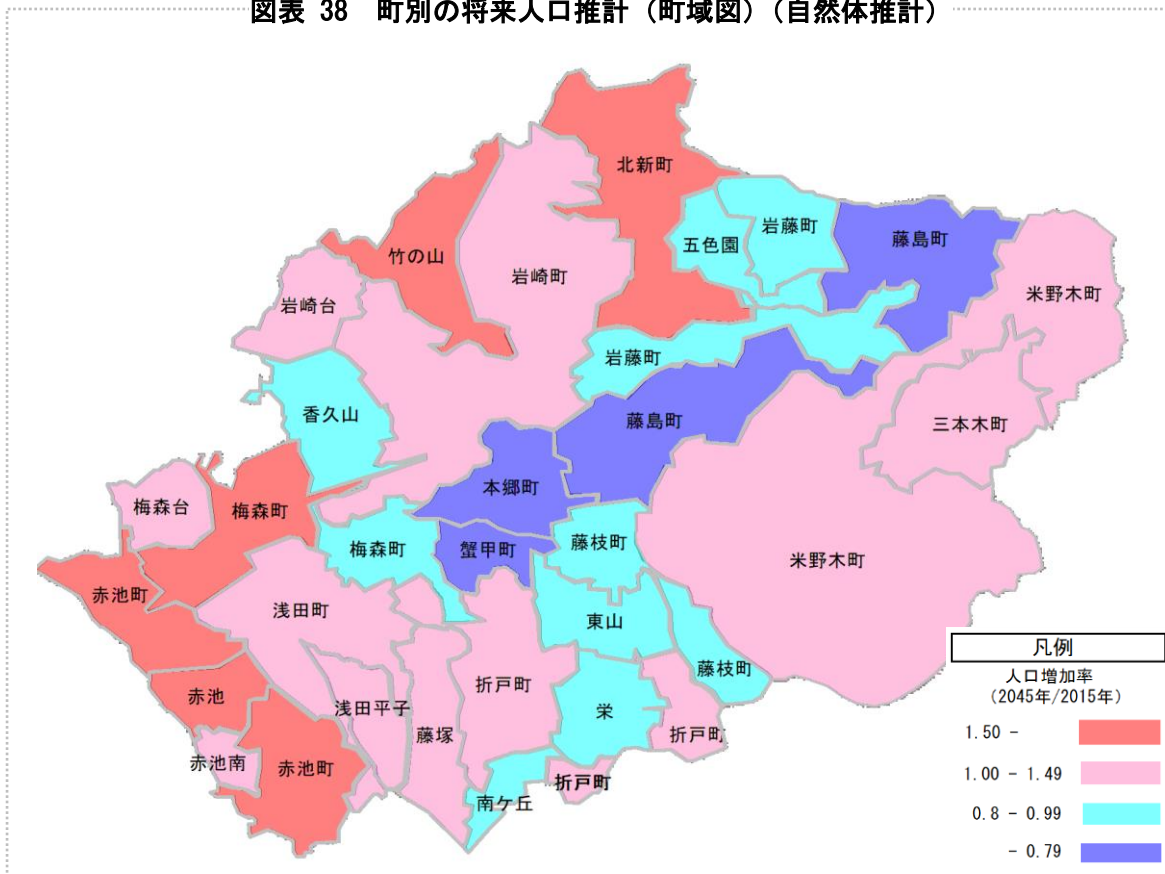 図表 38 町別の将来人口推計（町域図）（自然体推計）
北新町
岩藤町
五色園
藤島町
竹の山
岩崎町
米野木町
岩崎台
岩藤町
香久山
藤島町
三本木町
本郷町
梅森台
梅森町
梅森町
蟹甲町
藤枝町
米野木町
赤池町
浅田町
東山
藤枝町
折戸町
赤池
浅田平子
栄
藤塚
折戸町
赤池南
赤池町
折戸町
南ケ丘
凡例
人口増加率
（2045年/2015年）
1.50 -
1.00 - 1.49
0.8 - 0.99
- 0.79